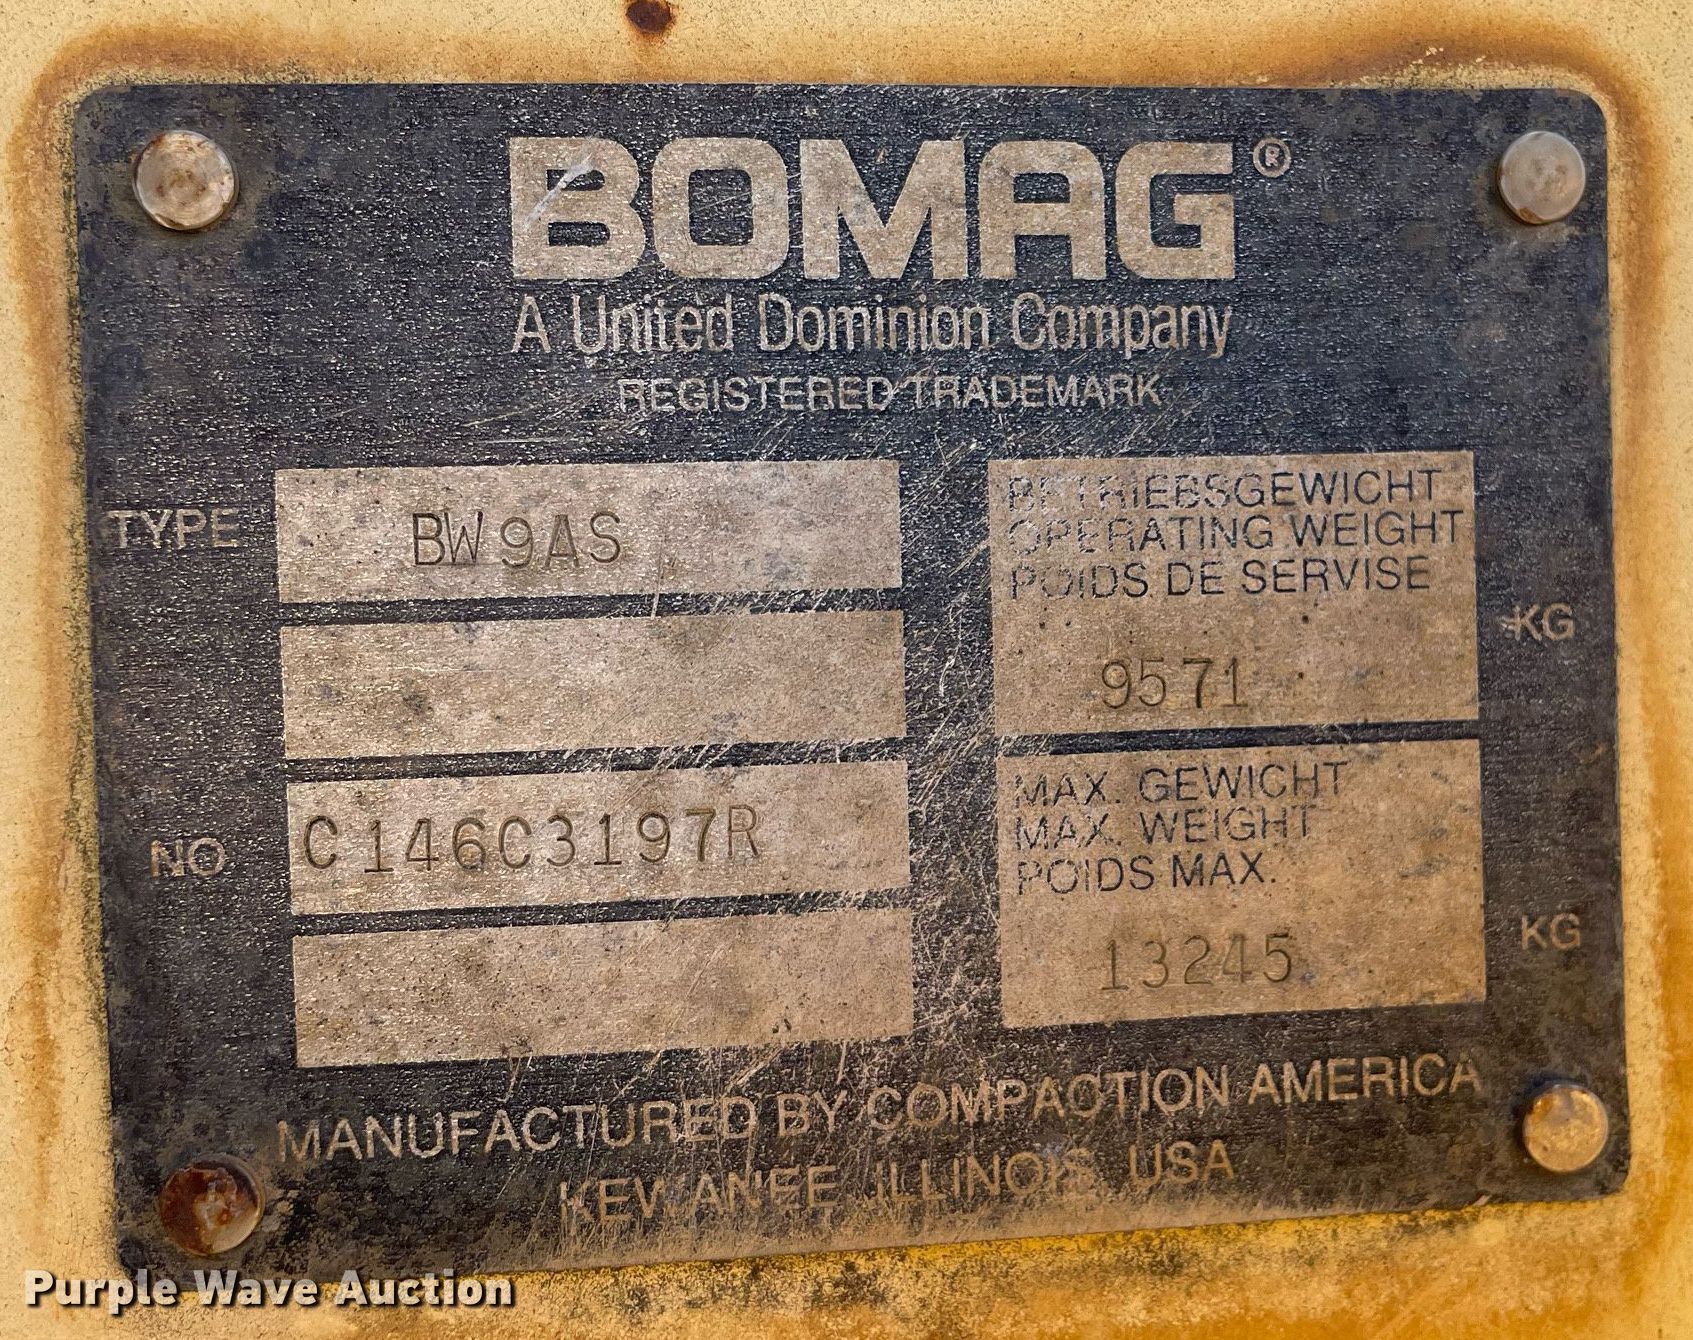 BOMAG®
A United Dominion Company
REGISTERED TRADEMARK
TYPE BW9AS
NO C146C3197R
BETRIEBSGEWICHT
OPERATING WEIGHT
POIDS DE SERVISE
9571 KG
MAX. GEWICHT
MAX. WEIGHT
POIDS MAX.
13245 KG
MANUFACTURED BY COMPACTION AMERICA
KEWANEE, ILLINOIS, USA
Purple Wave Auction